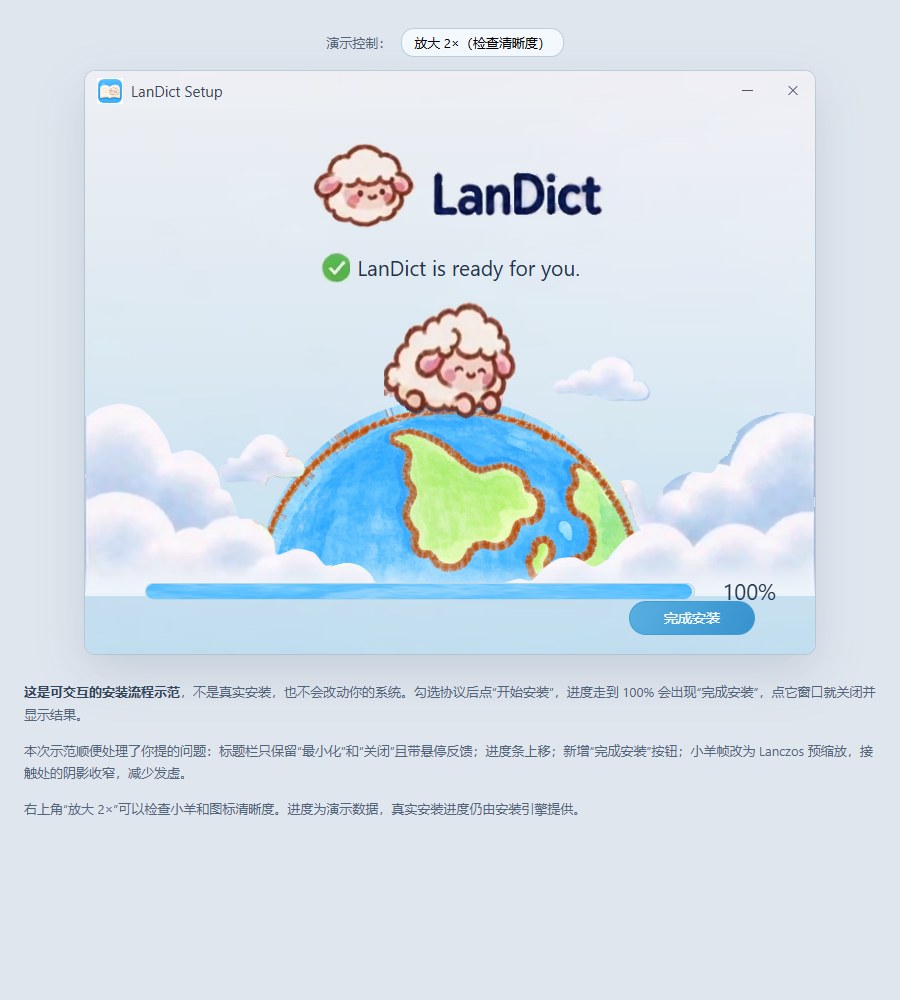 演示控制：
放大 2×（检查清晰度）
LanDict Setup
LanDict
LanDict is ready for you.
100%
完成安装
这是可交互的安装流程示范，不是真实安装，也不会改动你的系统。勾选协议后点“开始安装”，进度走到 100% 会出现“完成安装”，点它窗口就关闭并
显示结果。
本次示范顺便处理了你提的问题：标题栏只保留“最小化”和“关闭”且带悬停反馈；进度条上移；新增“完成安装”按钮；小羊帧改为 Lanczos 预缩放，接
触处的阴影收窄，减少发虚。
右上角“放大 2×”可以检查小羊和图标清晰度。进度为演示数据，真实安装进度仍由安装引擎提供。